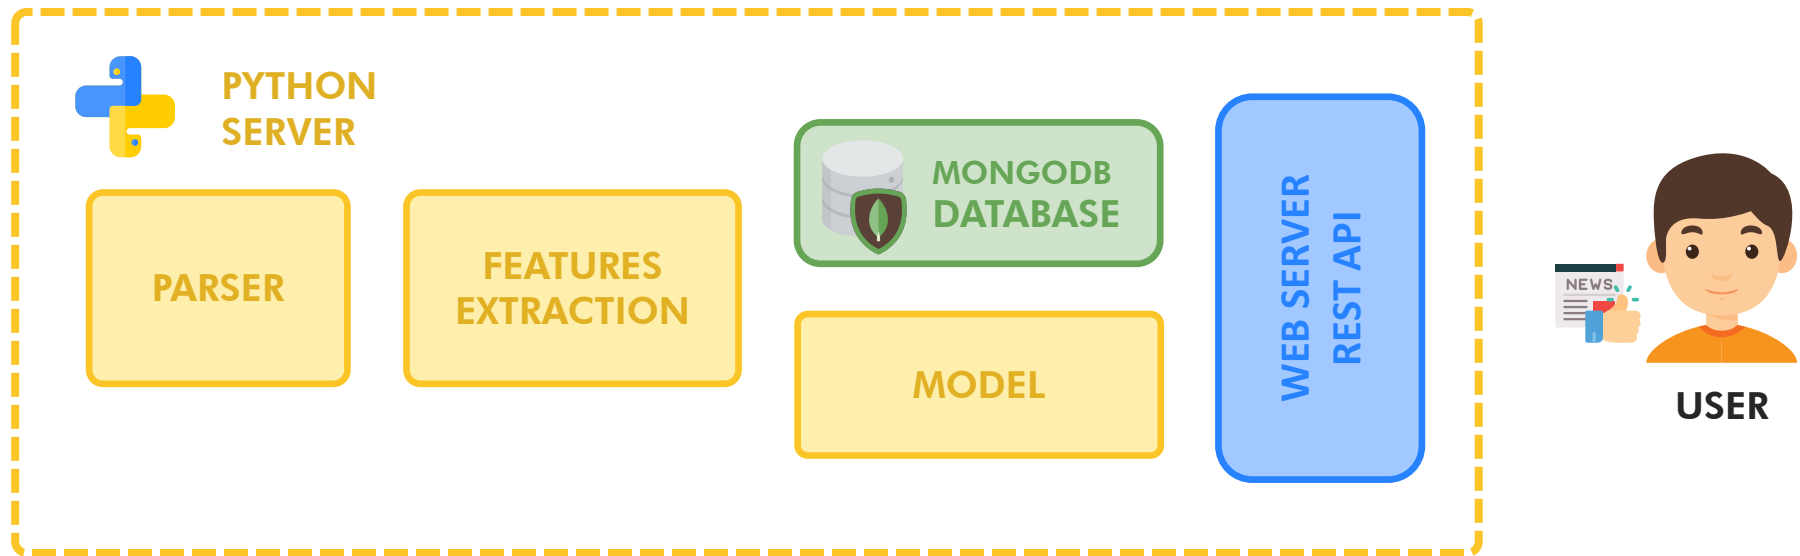 PYTHON
SERVER
PARSER
FEATURES
EXTRACTION
MONGODB
DATABASE
MODEL
WEB SERVER
REST API
NEWS
USER